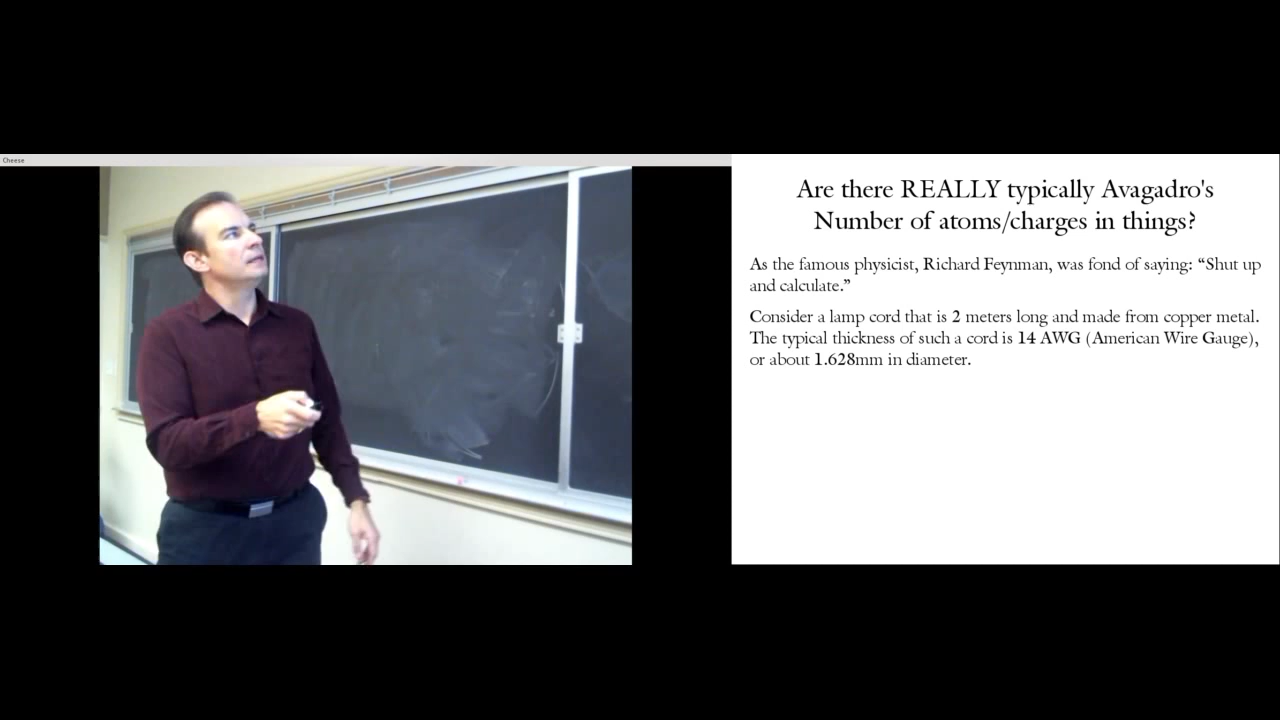 Cheese
Are there REALLY typically Avagadro's
Number of atoms/charges in things?
As the famous physicist, Richard Feynman, was fond of saying: “Shut up
and calculate.”
Consider a lamp cord that is 2 meters long and made from copper metal.
The typical thickness of such a cord is 14 AWG (American Wire Gauge),
or about 1.628mm in diameter.